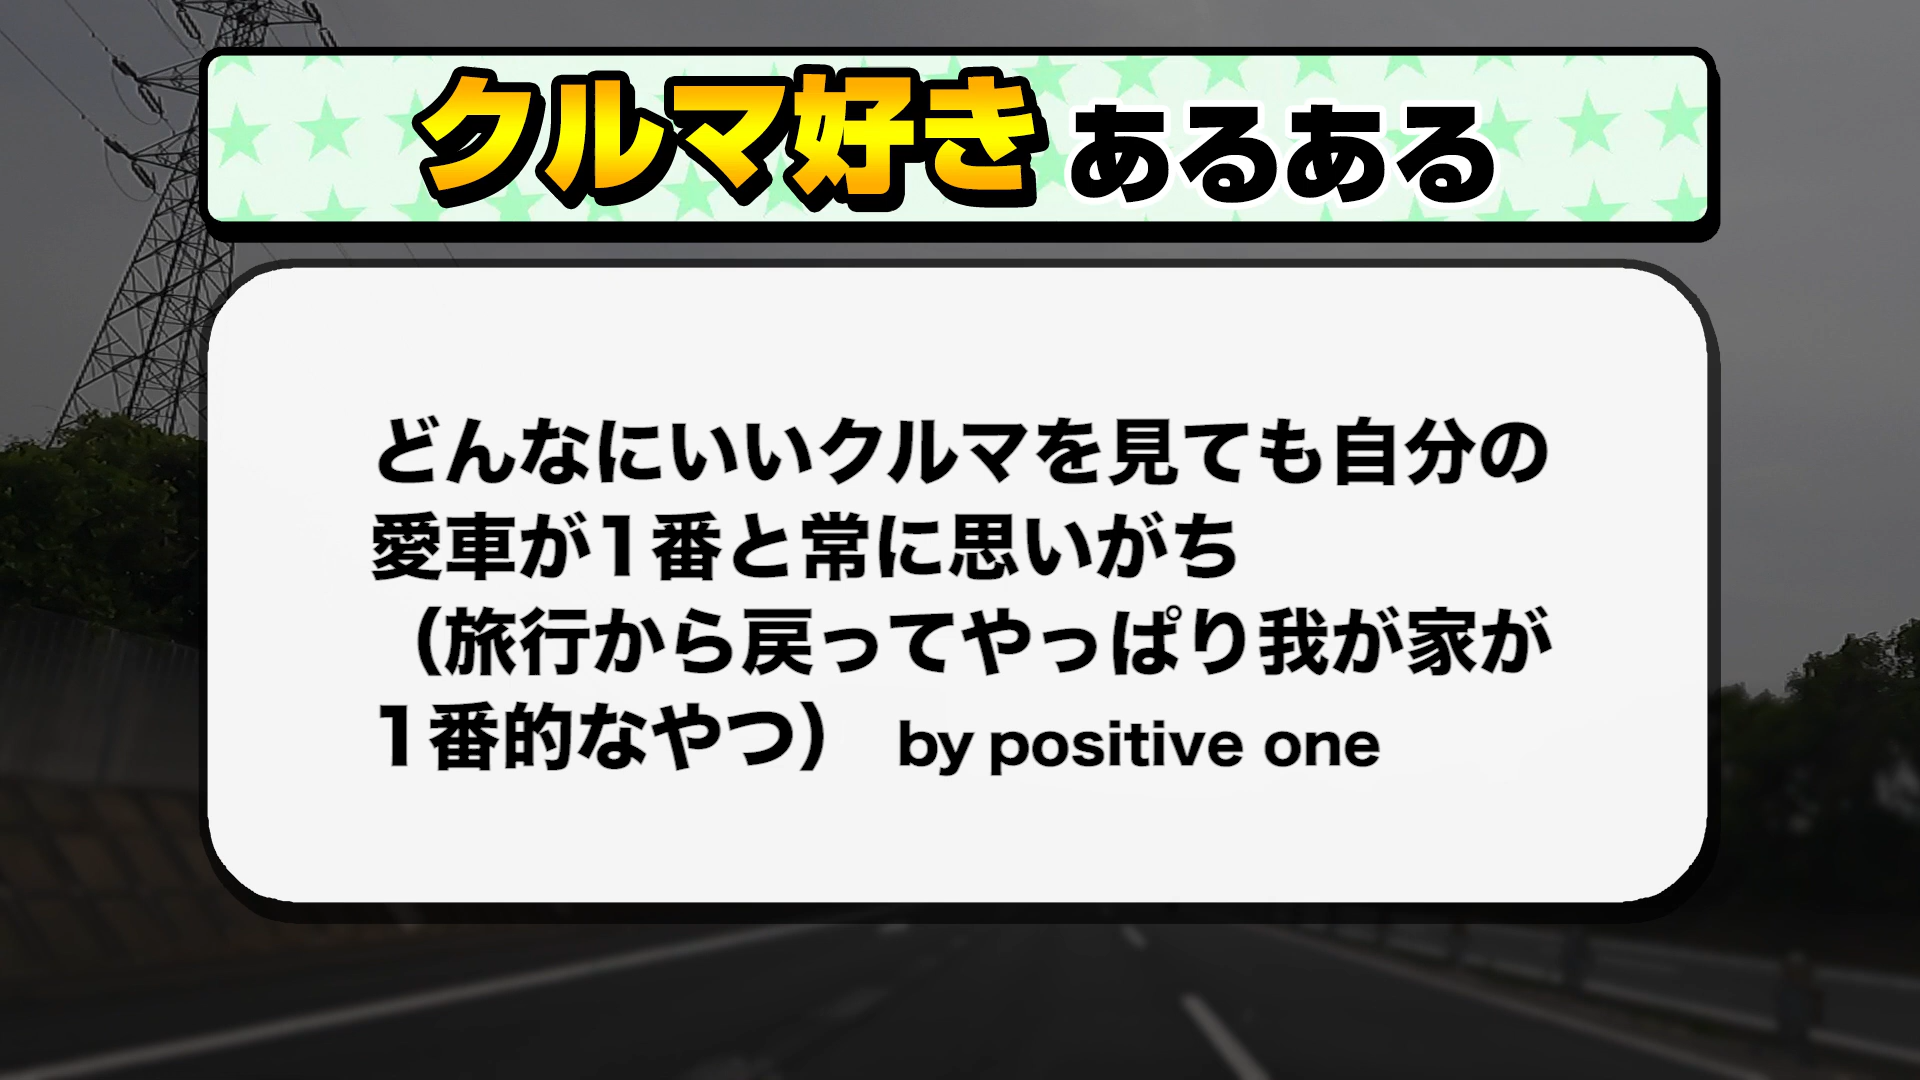 クルマ好きあるある
どんなにいいクルマを見ても自分の
愛車が1番と常に思いがち
（旅行から戻ってやっぱり我が家が
1番的なやつ） by positive one